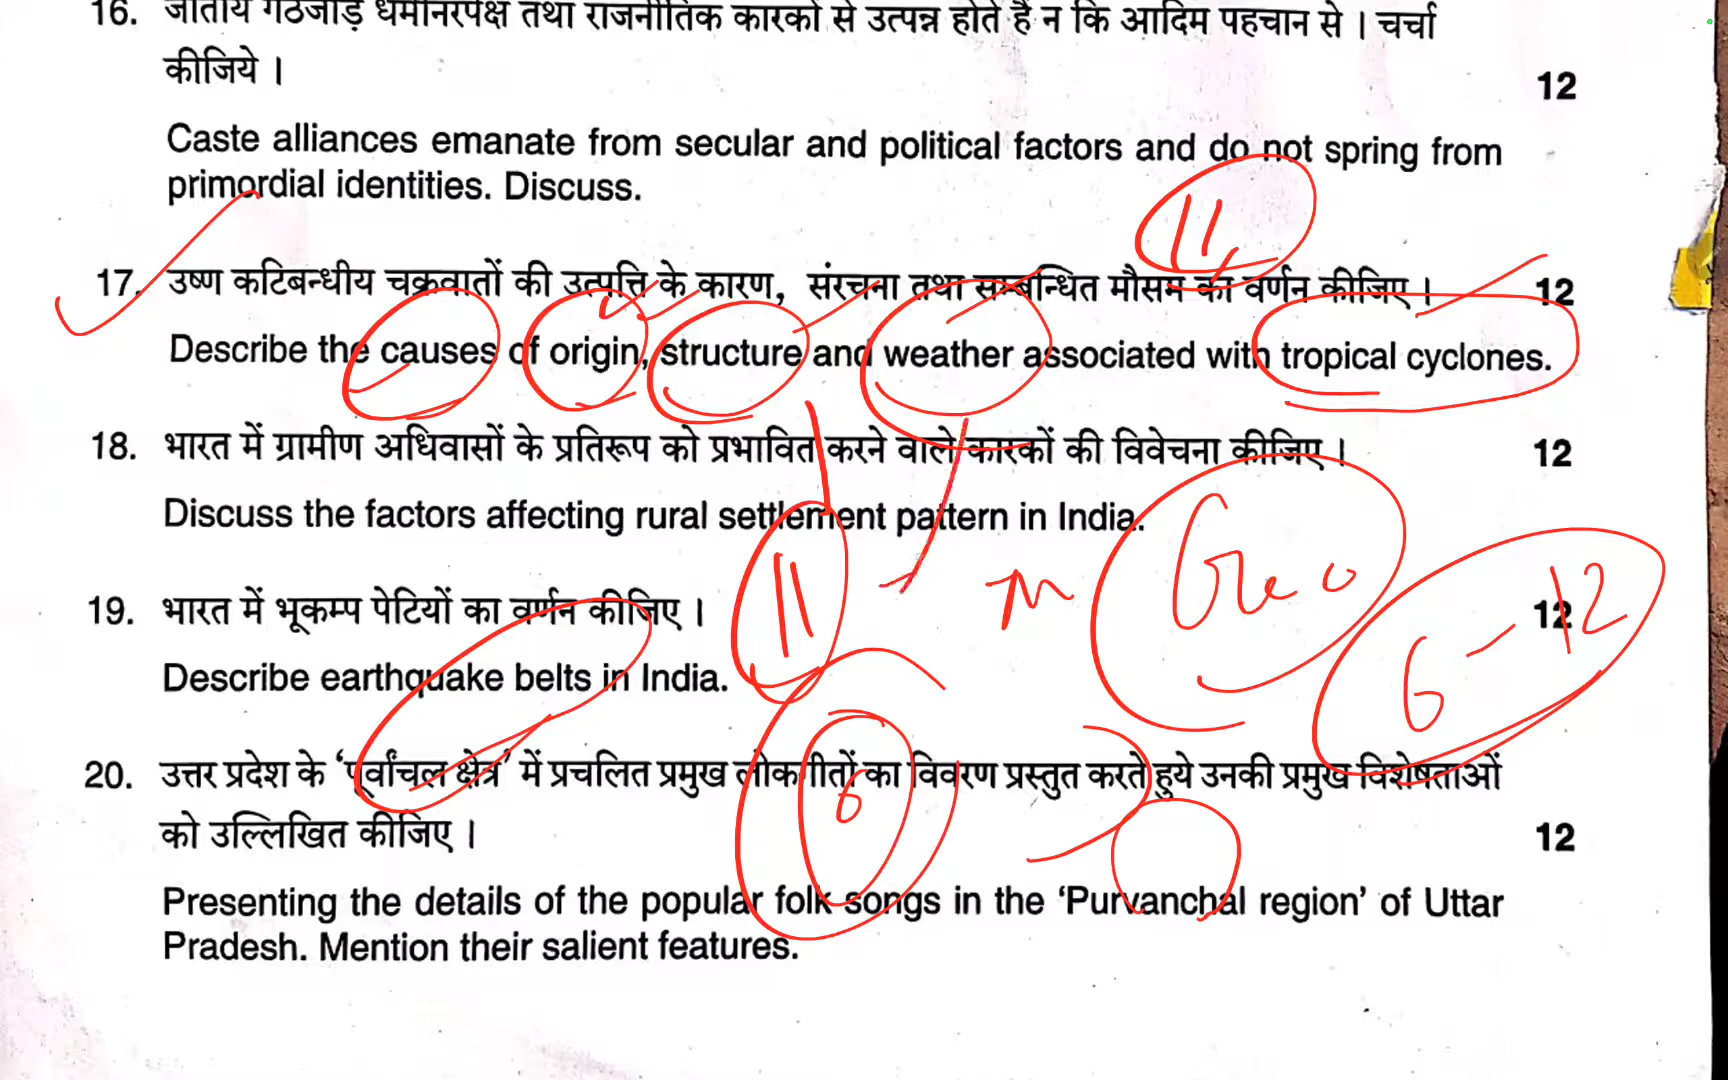 16. जातीय गठजोड़ धर्मनिरपेक्ष तथा राजनीतिक कारकों से उत्पन्न होते हैं न कि आदिम पहचान से । चर्चा
कीजिये । 12
Caste alliances emanate from secular and political factors and do not spring from
primordial identities. Discuss.
11
17. उष्ण कटिबन्धीय चक्रवातों की उत्पत्ति के कारण, संरचना तथा सम्बन्धित मौसम का वर्णन कीजिए । 12
Describe the causes of origin, structure and weather associated with tropical cyclones.
18. भारत में ग्रामीण अधिवासों के प्रतिरूप को प्रभावित करने वाले कारकों की विवेचना कीजिए । 12
Discuss the factors affecting rural settlement pattern in India.
11 Geo 6 - 12
19. भारत में भूकम्प पेटियों का वर्णन कीजिए । 12
Describe earthquake belts in India.
20. उत्तर प्रदेश के ‘पूर्वांचल क्षेत्र’ में प्रचलित प्रमुख लोकगीतों का विवरण प्रस्तुत करते हुये उनकी प्रमुख विशेषताओं
6
को उल्लिखित कीजिए । 12
Presenting the details of the popular folk songs in the ‘Purvanchal region’ of Uttar
Pradesh. Mention their salient features.